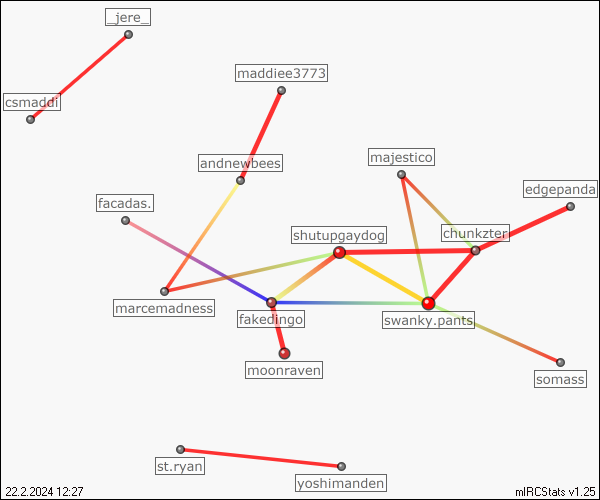 _jere_
maddiee3773
csmaddi
andnewbees
majestico
edgepanda
facadas.
chunkzter
shutupgaydog
marcemadness
fakedingo
swanky.pants
moonraven
somass
st.ryan
yoshimanden
22.2.2024 12:27
mIRCStats v1.25